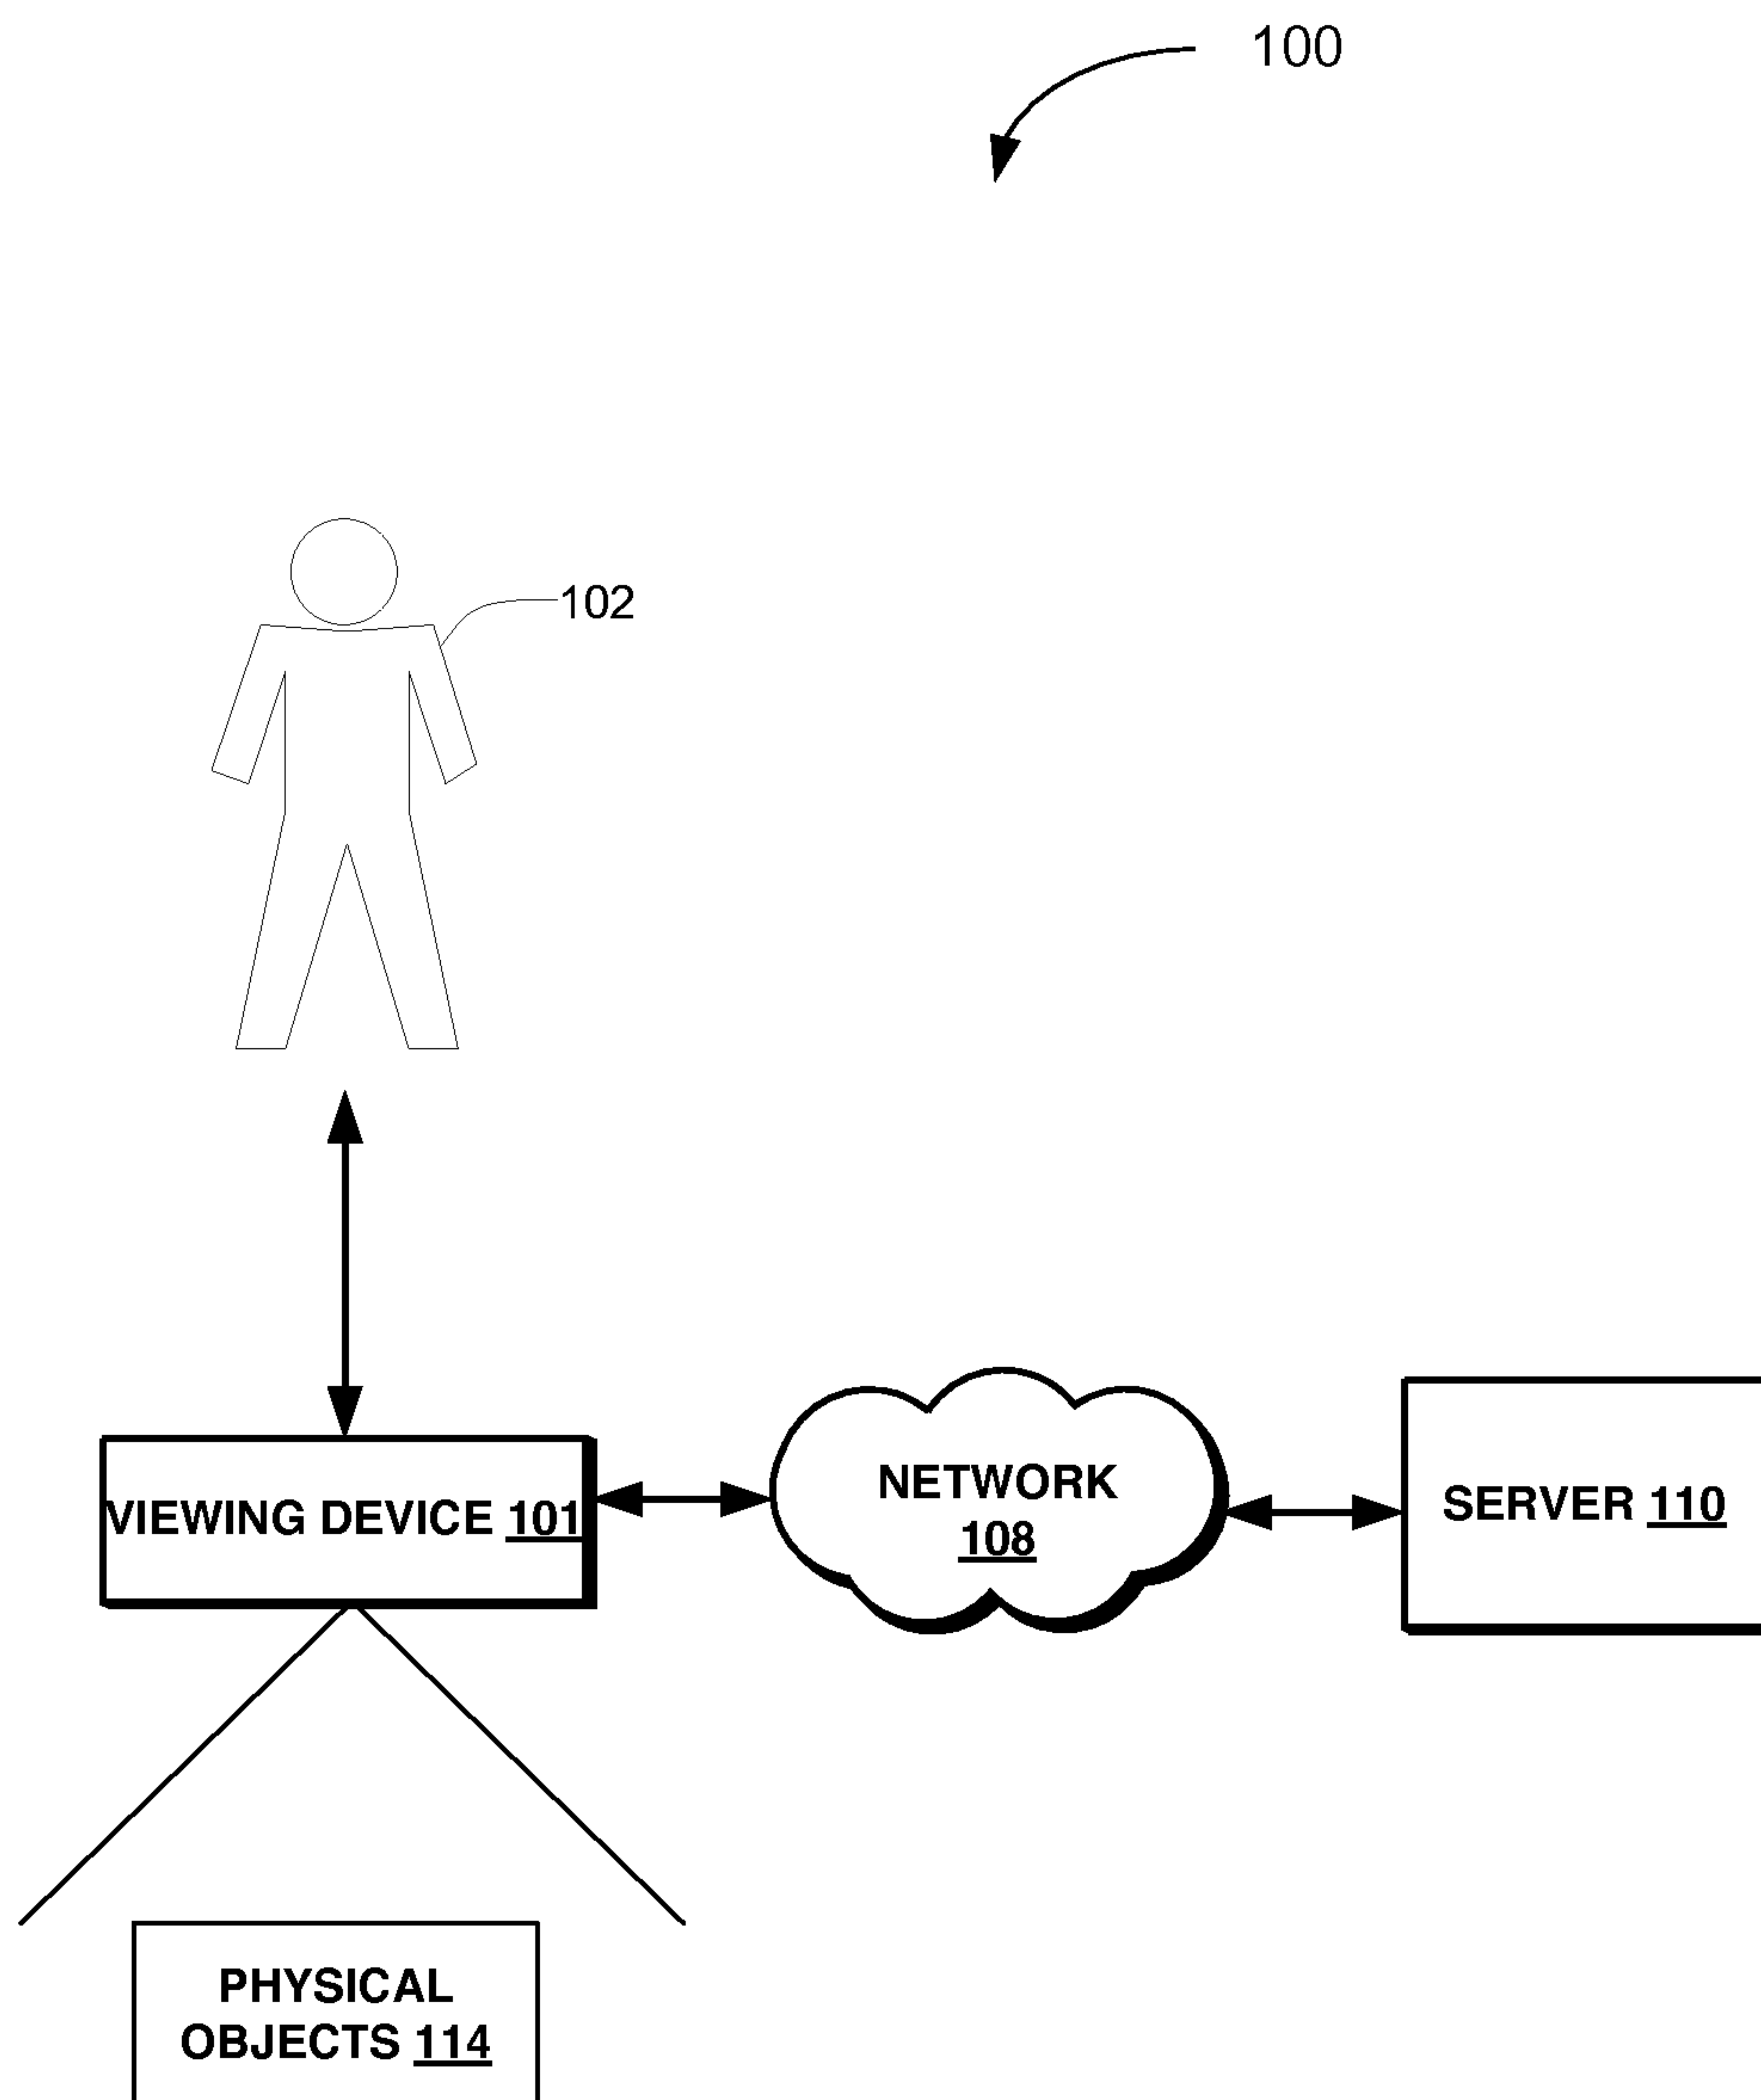 100
102
VIEWING DEVICE 101
NETWORK
108
SERVER 110
PHYSICAL
OBJECTS 114